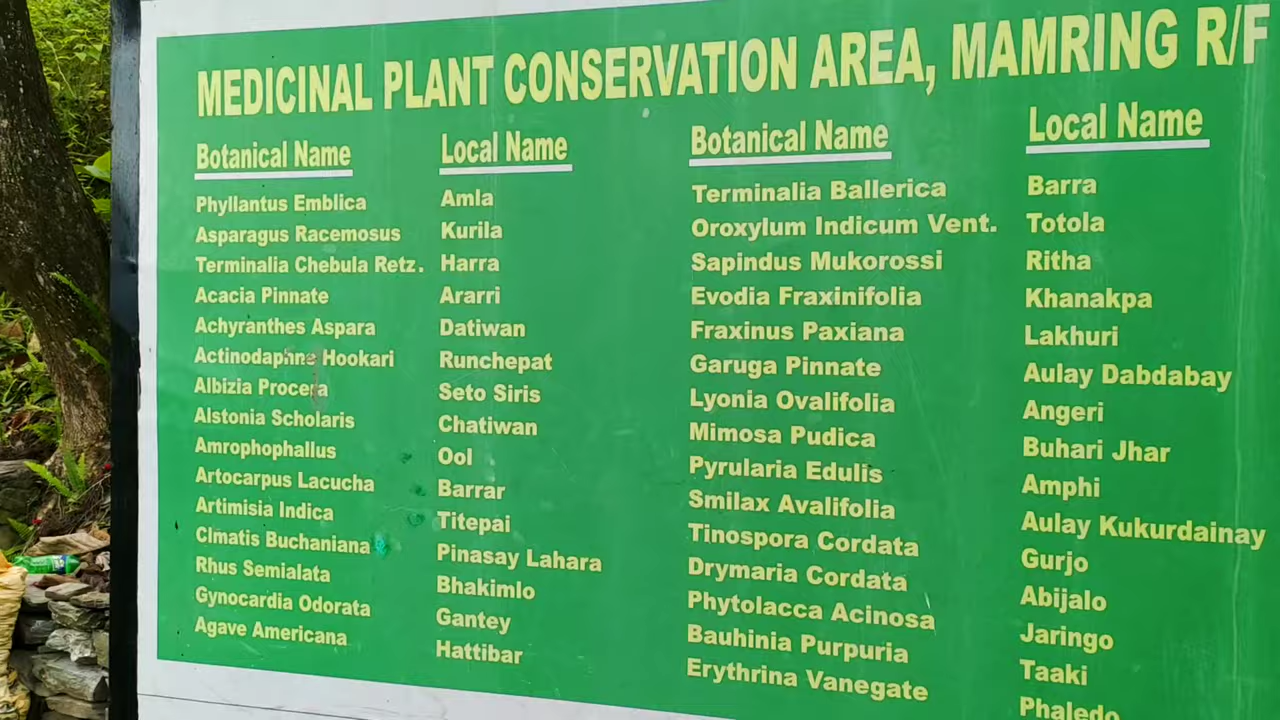 MEDICINAL PLANT CONSERVATION AREA, MAMRING R/F
Botanical Name Local Name Botanical Name Local Name
Phyllantus Emblica Amla Terminalia Ballerica Barra
Asparagus Racemosus Kurila Oroxylum Indicum Vent. Totola
Terminalia Chebula Retz. Harra Sapindus Mukorossi Ritha
Acacia Pinnate Ararri Evodia Fraxinifolia Khanakpa
Achyranthes Aspara Datiwan Fraxinus Paxiana Lakhuri
Actinodaphne Hookari Runchepat Garuga Pinnate Aulay Dabdabay
Albizia Procera Seto Siris Lyonia Ovalifolia Angeri
Alstonia Scholaris Chatiwan Mimosa Pudica Buhari Jhar
Amrophophallus Ool Pyrularia Edulis Amphi
Artocarpus Lacucha Barrar Smilax Avalifolia Aulay Kukurdainay
Artimisia Indica Titepai Tinospora Cordata Gurjo
Clmatis Buchaniana Pinasay Lahara Drymaria Cordata Abijalo
Rhus Semialata Bhakimlo Phytolacca Acinosa Jaringo
Gynocardia Odorata Gantey Bauhinia Purpuria Taaki
Agave Americana Hattibar Erythrina Vanegate Phaledo